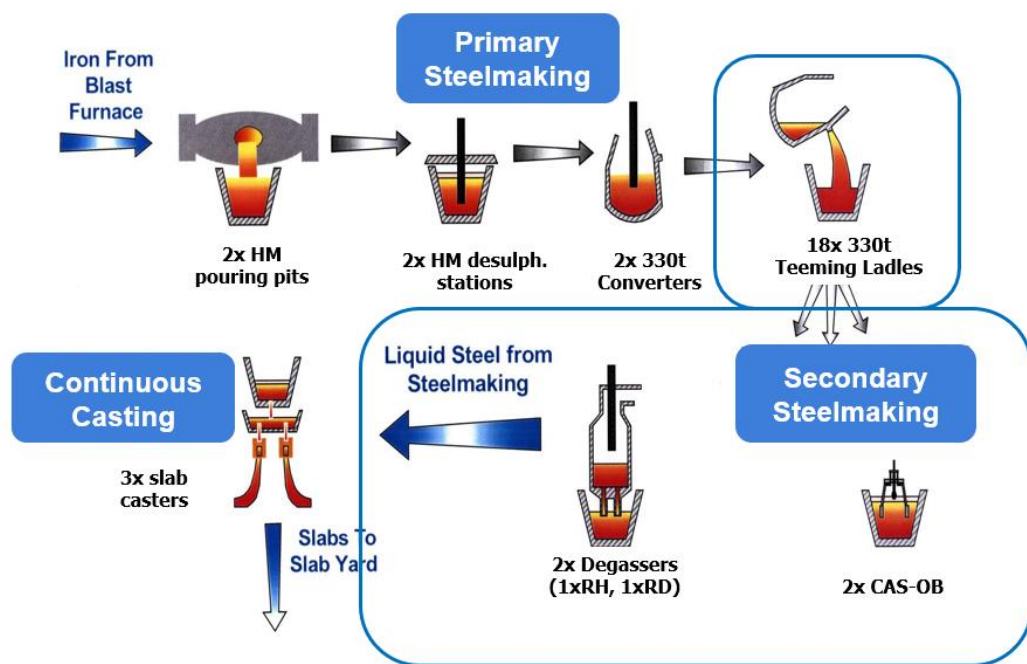 Primary
Steelmaking
Iron From
Blast
Furnace
2x HM
pouring pits
2x HM desulph.
stations
2x 330t
Converters
18x 330t
Teeming Ladles
Continuous
Casting
3x slab
casters
Slabs To
Slab Yard
Liquid Steel from
Steelmaking
2x Degassers
(1xRH, 1xRD)
Secondary
Steelmaking
2x CAS-OB